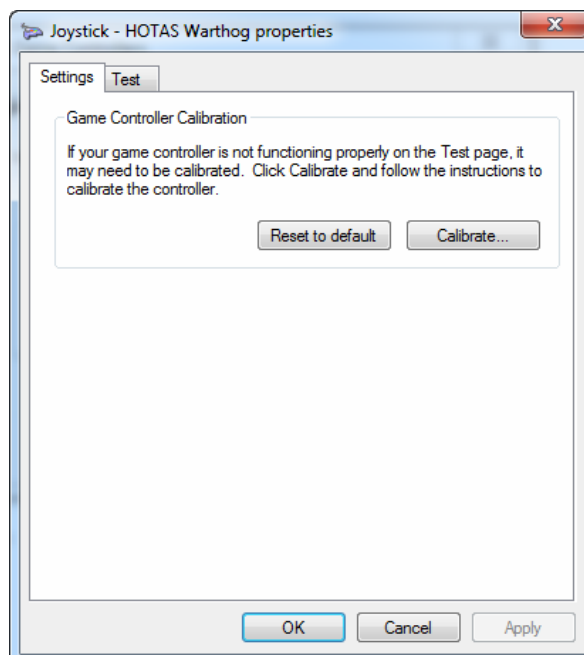 Joystick - HOTAS Warthog properties
Settings Test
Game Controller Calibration
If your game controller is not functioning properly on the Test page, it
may need to be calibrated. Click Calibrate and follow the instructions to
calibrate the controller.
Reset to default Calibrate...
OK Cancel Apply